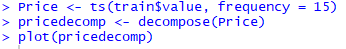 > Price <- ts(train$value, frequency = 15)
> pricedecomp <- decompose(Price)
> plot(pricedecomp)